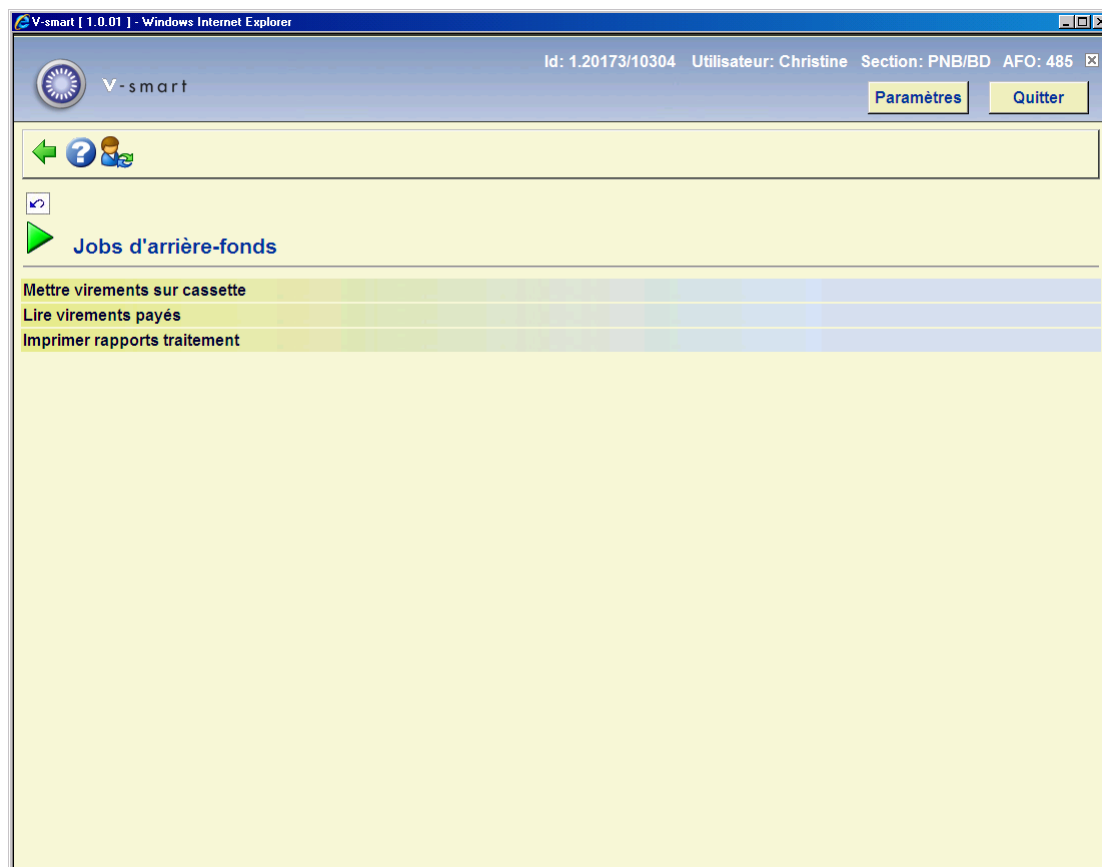 V-smart [ 1.0.01 ] - Windows Internet Explorer
Id: 1.20173/10304 Utilisateur: Christine Section: PNB/BD AFO: 485
V-smart
Paramètres Quitter
Jobs d'arrière-fonds
Mettre virements sur cassette
Lire virements payés
Imprimer rapports traitement